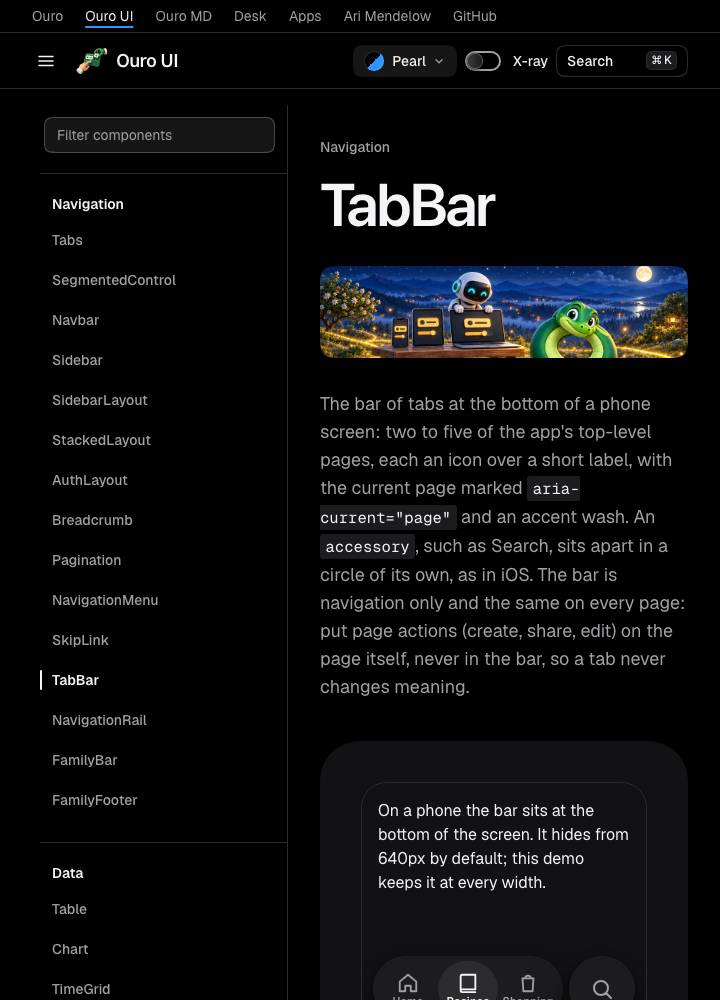 Ouro Ouro UI Ouro MD Desk Apps Ari Mendelow GitHub
Ouro UI Pearl X-ray Search ⌘ K
Filter components
Navigation
Tabs
SegmentedControl
Navbar
Sidebar
SidebarLayout
StackedLayout
AuthLayout
Breadcrumb
Pagination
NavigationMenu
SkipLink
TabBar
NavigationRail
FamilyBar
FamilyFooter
Data
Table
Chart
TimeGrid
Navigation
TabBar
The bar of tabs at the bottom of a phone
screen: two to five of the app's top-level
pages, each an icon over a short label, with
the current page marked aria-
current="page" and an accent wash. An
accessory, such as Search, sits apart in a
circle of its own, as in iOS. The bar is
navigation only and the same on every page:
put page actions (create, share, edit) on the
page itself, never in the bar, so a tab never
changes meaning.
On a phone the bar sits at the
bottom of the screen. It hides from
640px by default; this demo
keeps it at every width.
Home Recipes Shopping